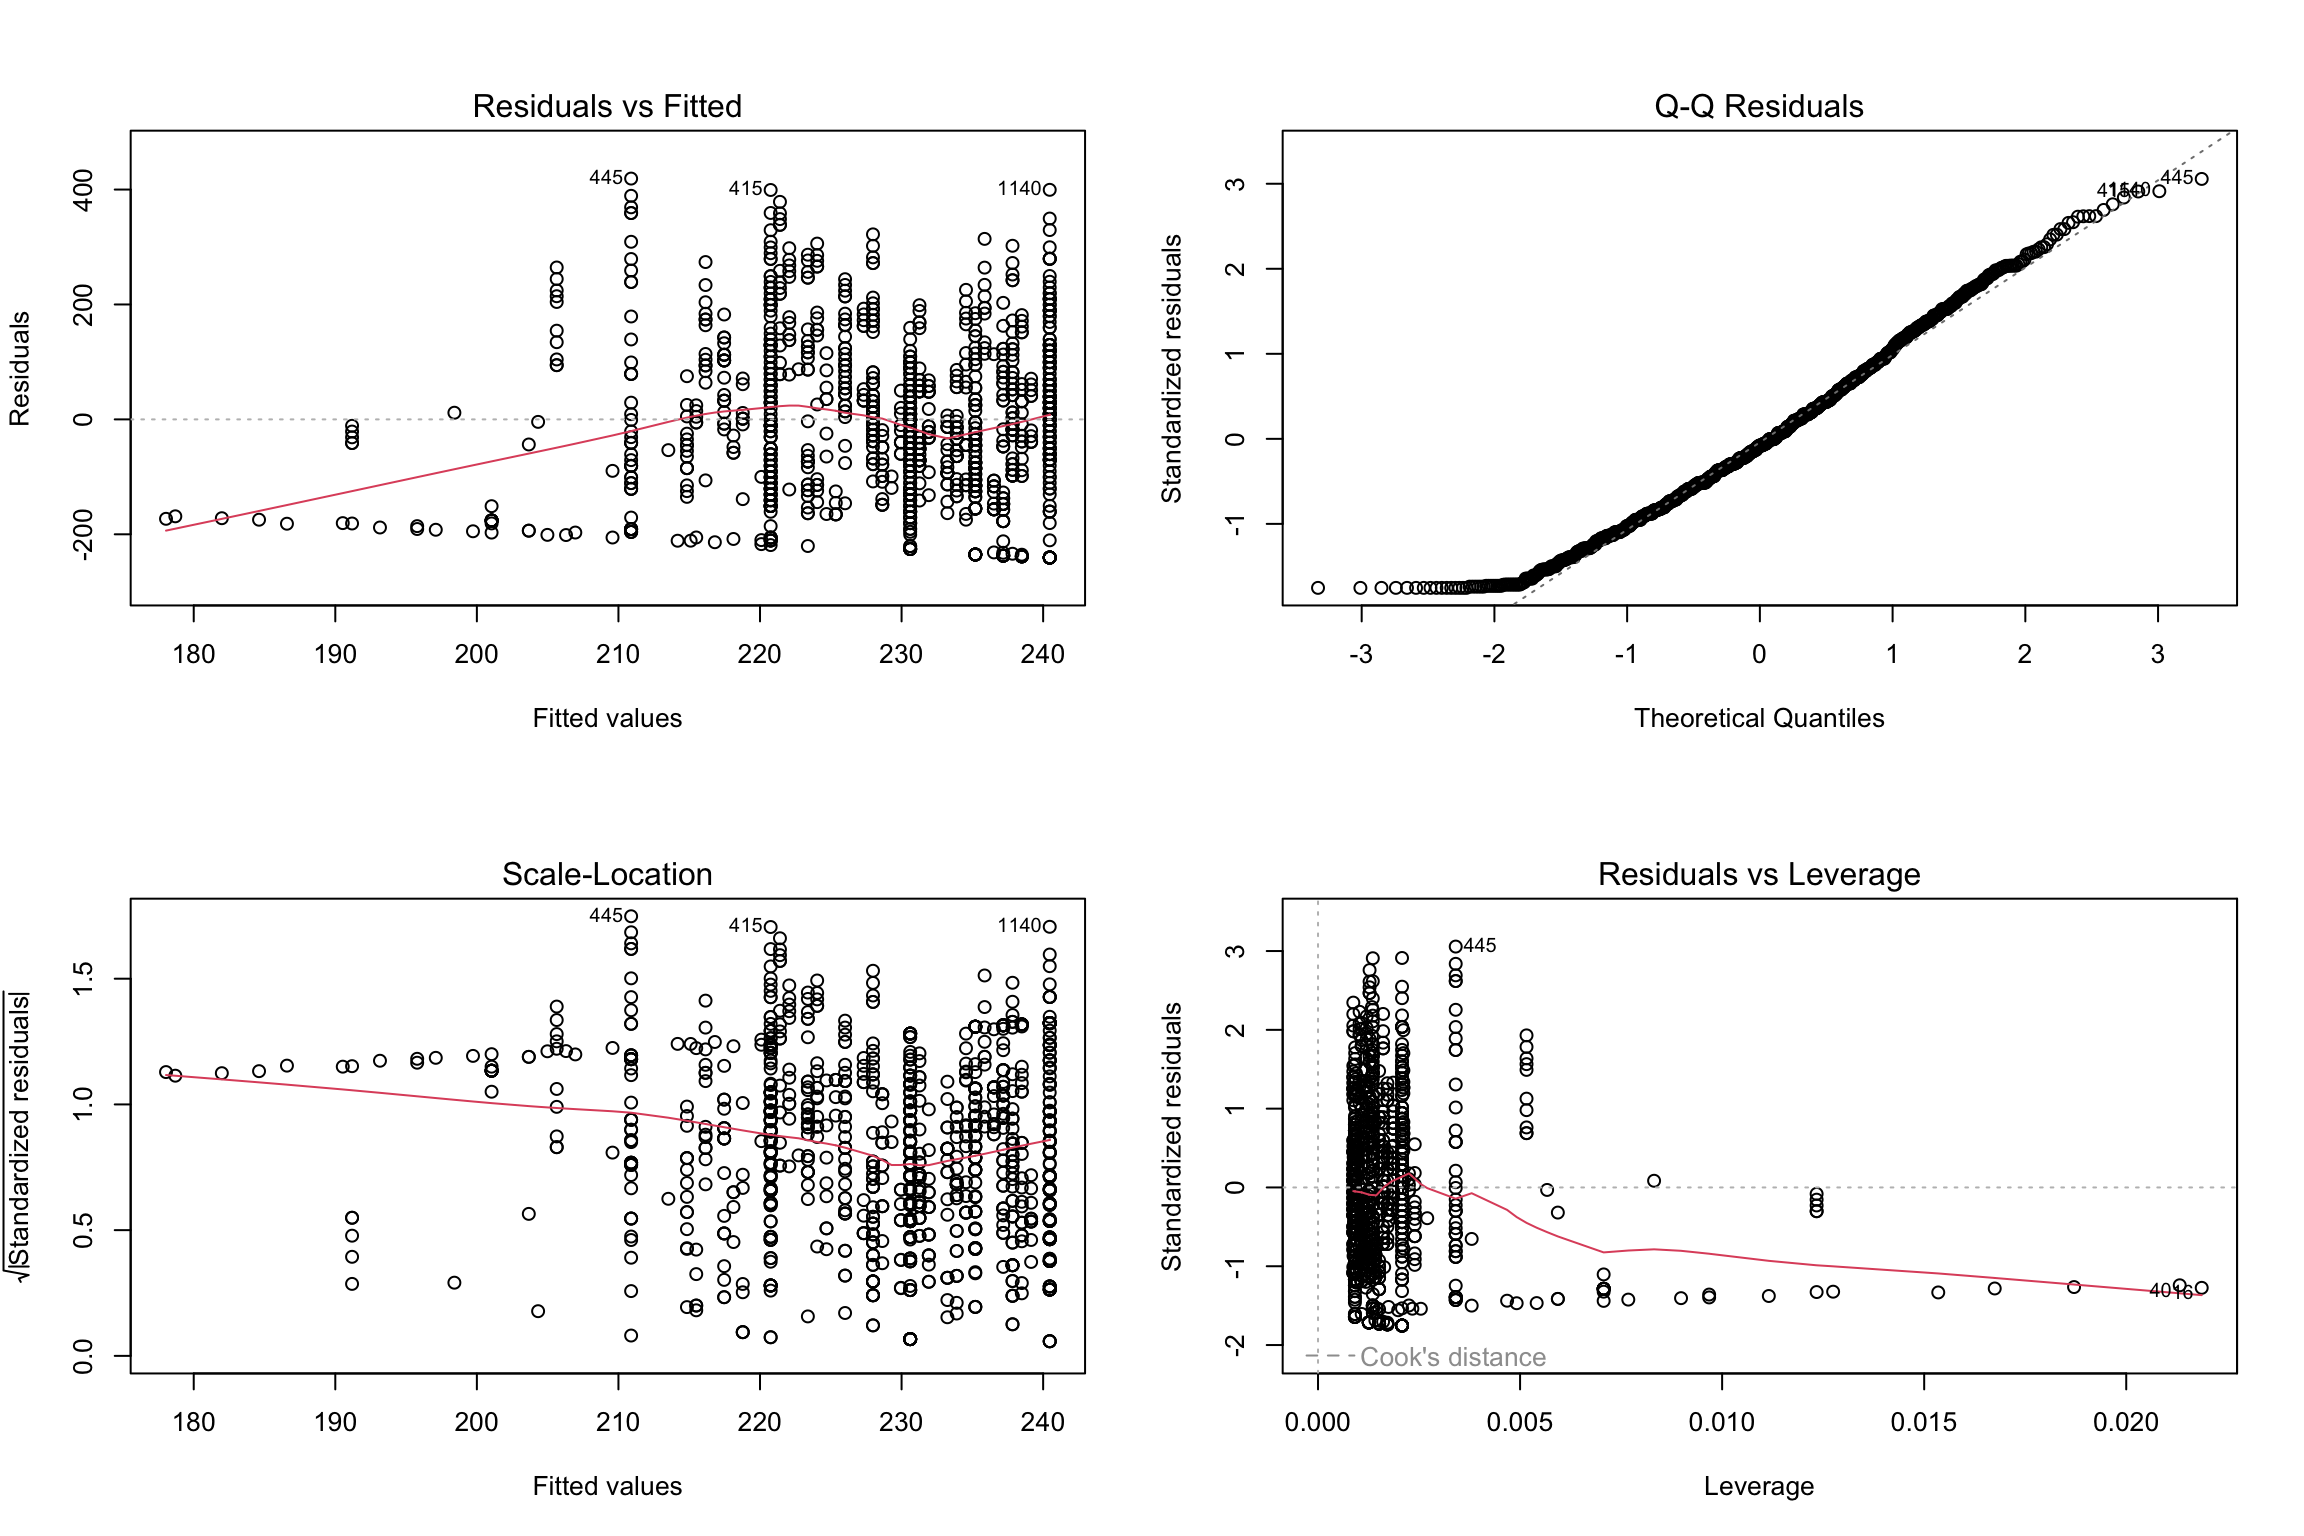 Residuals vs Fitted
Residuals
400
200
0
-200
445
415
1140
180 190 200 210 220 230 240
Fitted values
Q-Q Residuals
Standardized residuals
3
2
1
0
-1
445
-3 -2 -1 0 1 2 3
Theoretical Quantiles
Scale-Location
√|Standardized residuals|
1.5
1.0
0.5
0.0
445
415
1140
180 190 200 210 220 230 240
Fitted values
Residuals vs Leverage
Standardized residuals
3
2
1
0
-1
-2
445
Cook's distance
0.000 0.005 0.010 0.015 0.020
Leverage